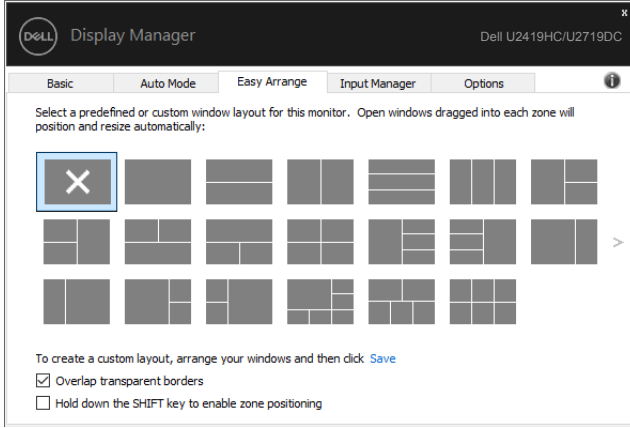 x
DELL Display Manager
Dell U2419HC/U2719DC
Basic Auto Mode Easy Arrange Input Manager Options
Select a predefined or custom window layout for this monitor. Open windows dragged into each zone will
position and resize automatically:
>
To create a custom layout, arrange your windows and then click Save
Overlap transparent borders
Hold down the SHIFT key to enable zone positioning